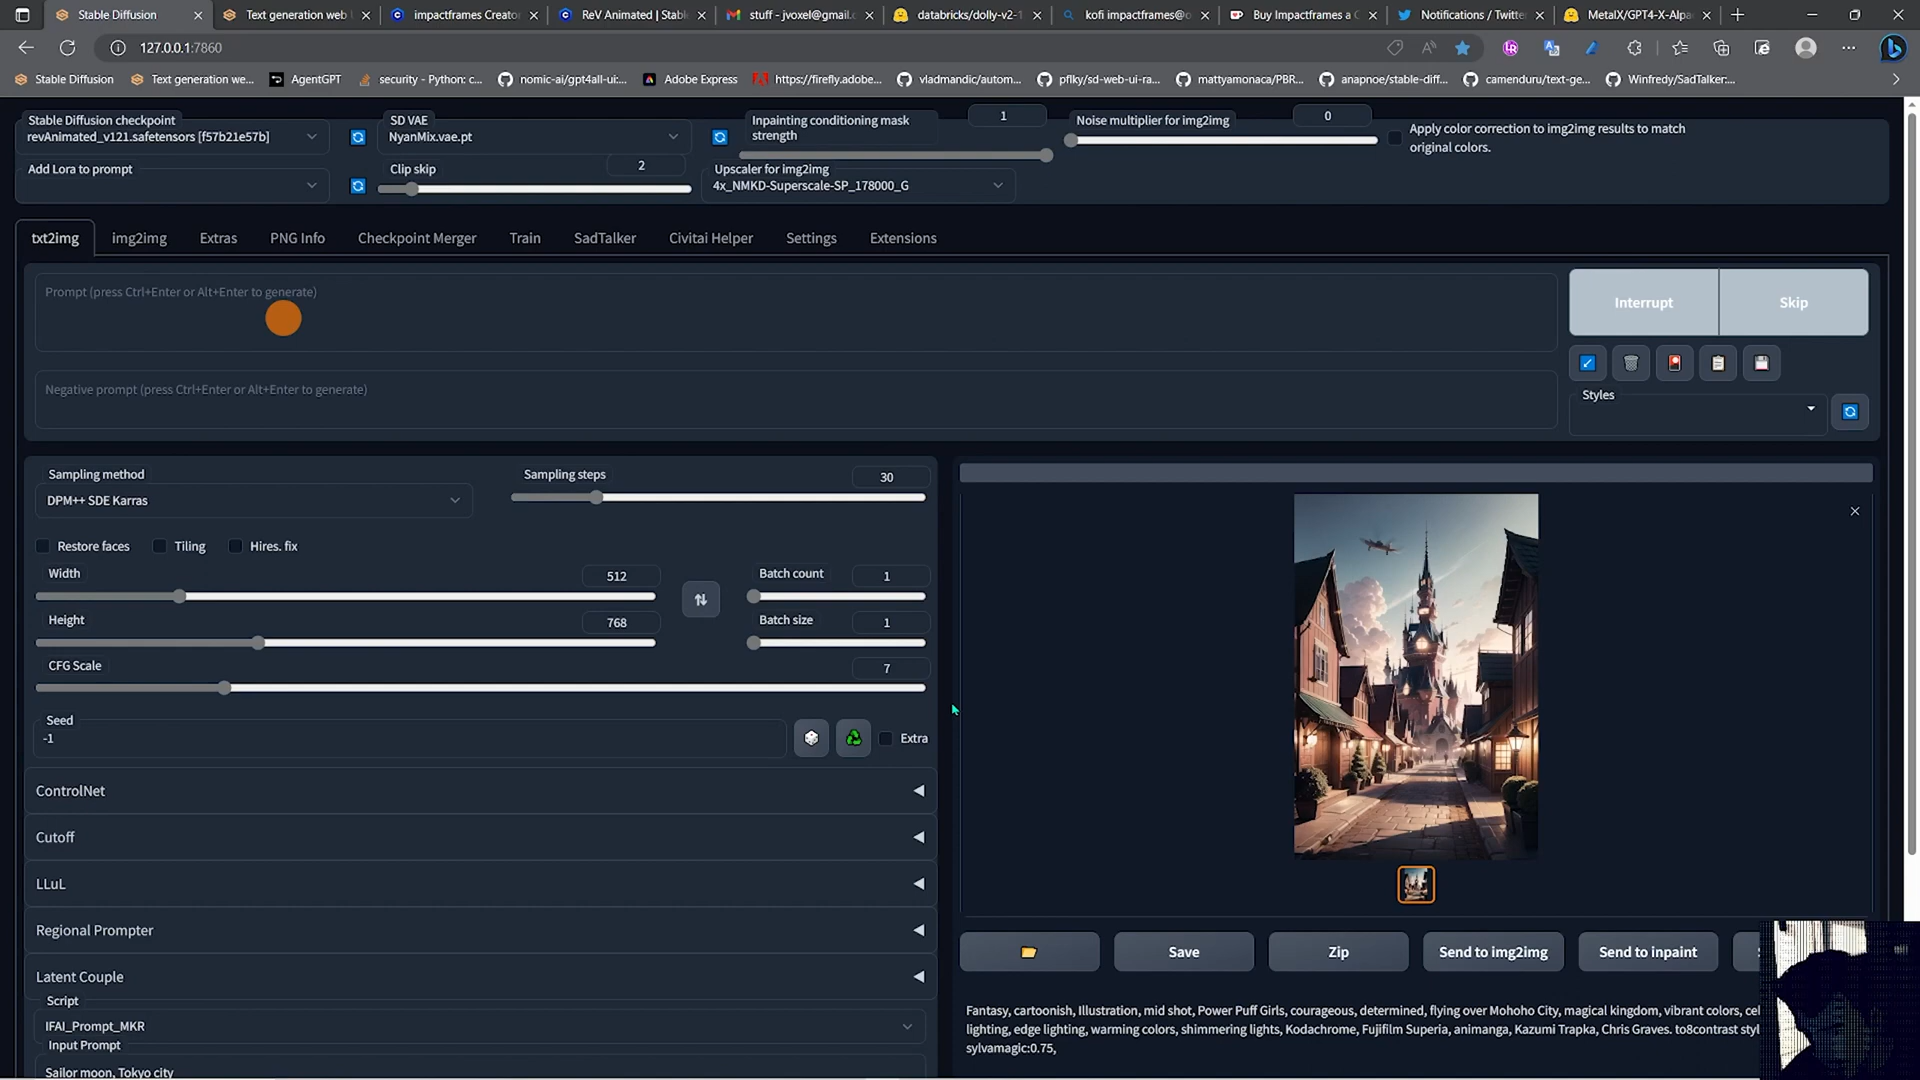 Stable Diffusion
Text generation web
impactframes Creator
ReV Animated | Stab
stuff - jvoxel@gmail.c
databricks/dolly-v2-1
kofi impactframes@o
Buy Impactframes a C
Notifications / Twitte
MetalX/GPT4-X-Alpa
127.0.0.1:7860
Stable Diffusion
Text generation we...
AgentGPT
security - Python: c...
nomic-ai/gpt4all-ui:...
Adobe Express
https://firefly.adobe...
vladmandic/autom...
pflky/sd-web-ui-ra...
mattyamonaca/PBR...
anapnoe/stable-diff...
camenduru/text-ge...
Winfredy/SadTalker:...
Stable Diffusion checkpoint
revAnimated_v121.safetensors [f57b21e57b]
SD VAE
NyanMix.vae.pt
Inpainting conditioning mask
strength
1
Noise multiplier for img2img
0
Apply color correction to img2img results to match
original colors.
Add Lora to prompt
Clip skip
2
Upscaler for img2img
4x_NMKD-Superscale-SP_178000_G
txt2img
img2img
Extras
PNG Info
Checkpoint Merger
Train
SadTalker
Civitai Helper
Settings
Extensions
Prompt (press Ctrl+Enter or Alt+Enter to generate)
Interrupt
Skip
Negative prompt (press Ctrl+Enter or Alt+Enter to generate)
Styles
Sampling method
DPM++ SDE Karras
Sampling steps
30
Restore faces
Tiling
Hires. fix
Width
512
Batch count
1
Height
768
Batch size
1
CFG Scale
7
Seed
-1
Extra
ControlNet
Cutoff
LLuL
Regional Prompter
Latent Couple
Script
IFAI_Prompt_MKR
Input Prompt
Sailor moon, Tokyo city
Save
Zip
Send to img2img
Send to inpaint
Fantasy, cartoonish, Illustration, mid shot, Power Puff Girls, courageous, determined, flying over Mohoho City, magical kingdom, vibrant colors, cel
lighting, edge lighting, warming colors, shimmering lights, Kodachrome, Fujifilm Superia, animanga, Kazumi Trapka, Chris Graves. to8contrast styl
sylvamagic:0.75,